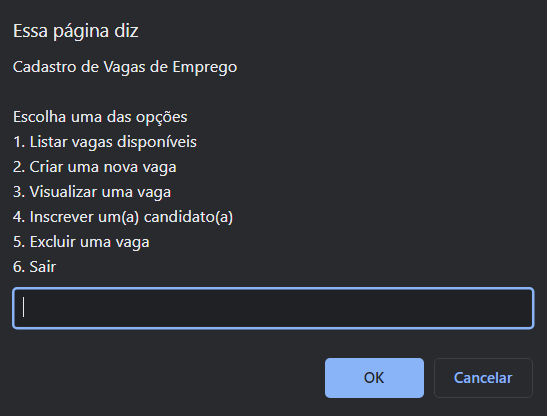 Essa página diz
Cadastro de Vagas de Emprego
Escolha uma das opções
1. Listar vagas disponíveis
2. Criar uma nova vaga
3. Visualizar uma vaga
4. Inscrever um(a) candidato(a)
5. Excluir uma vaga
6. Sair
OK Cancelar